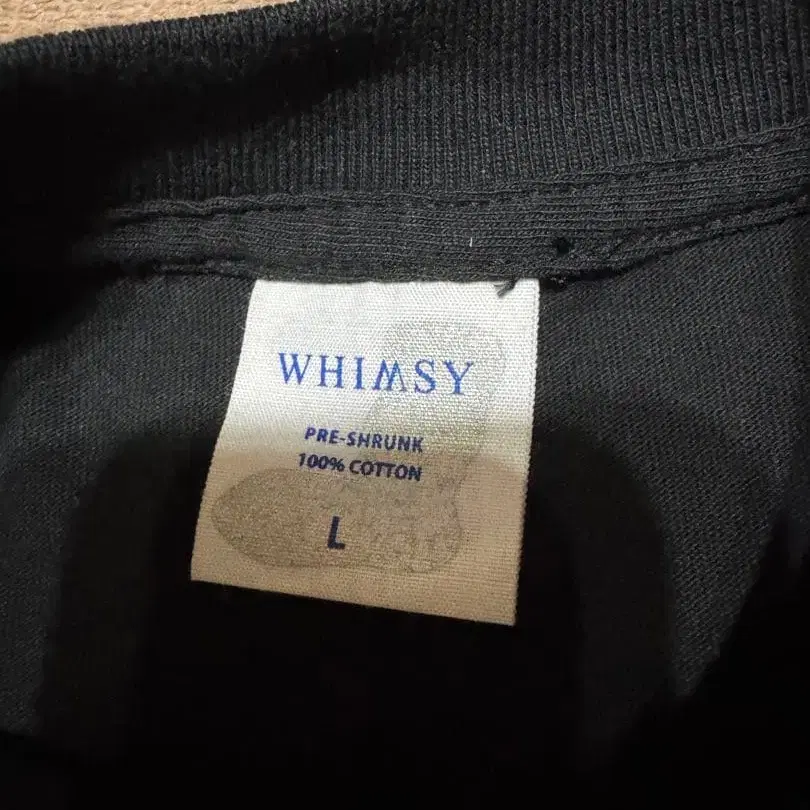 WHIMSY
PRE-SHRUNK
100% COTTON
L